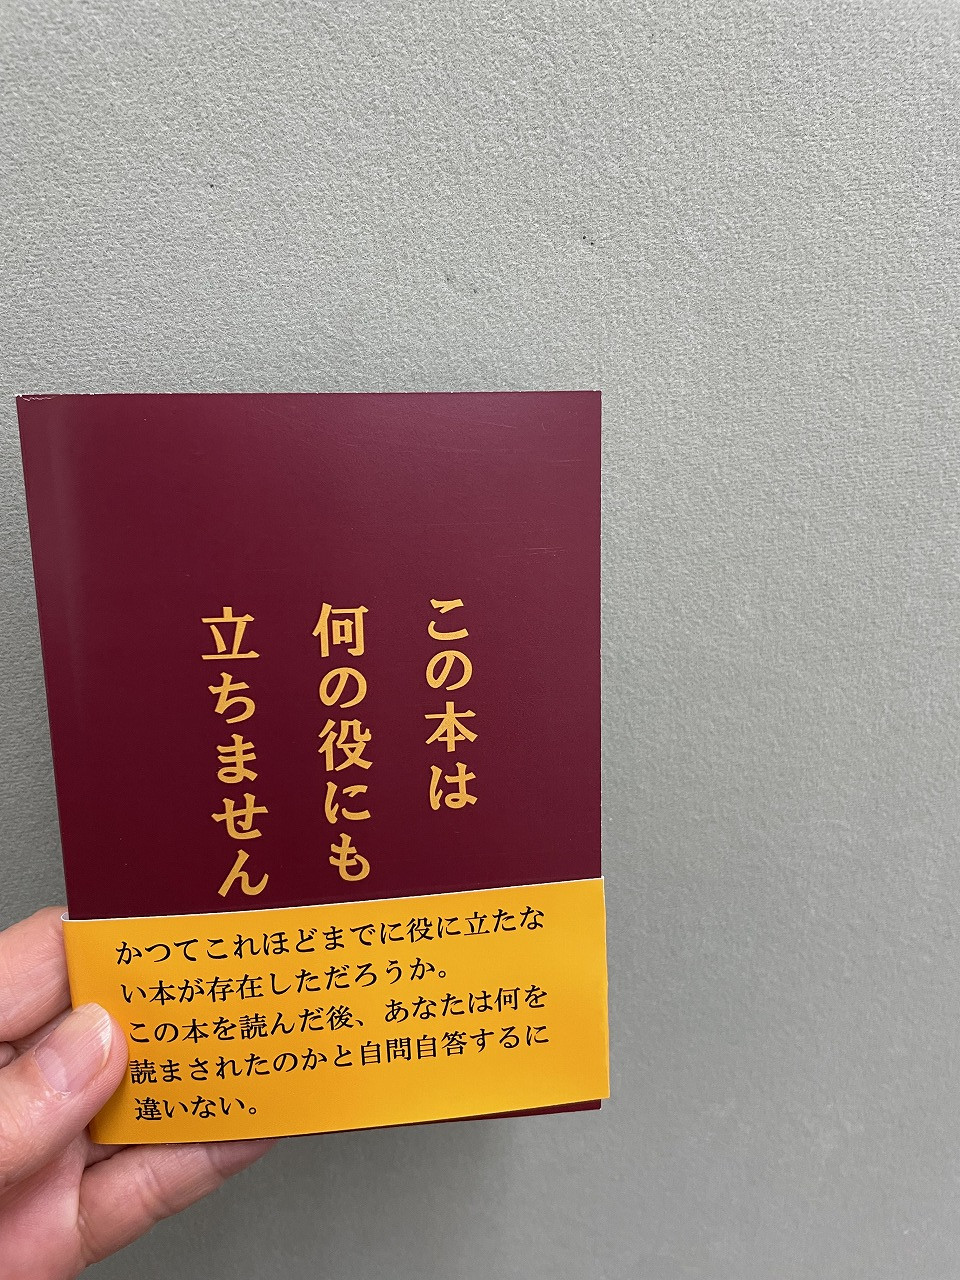 この本は
何の役にも
立ちません
かつてこれほどまでに役に立たな
い本が存在しただろうか。
この本を読んだ後、あなたは何を
読まされたのかと自問自答するに
違いない。